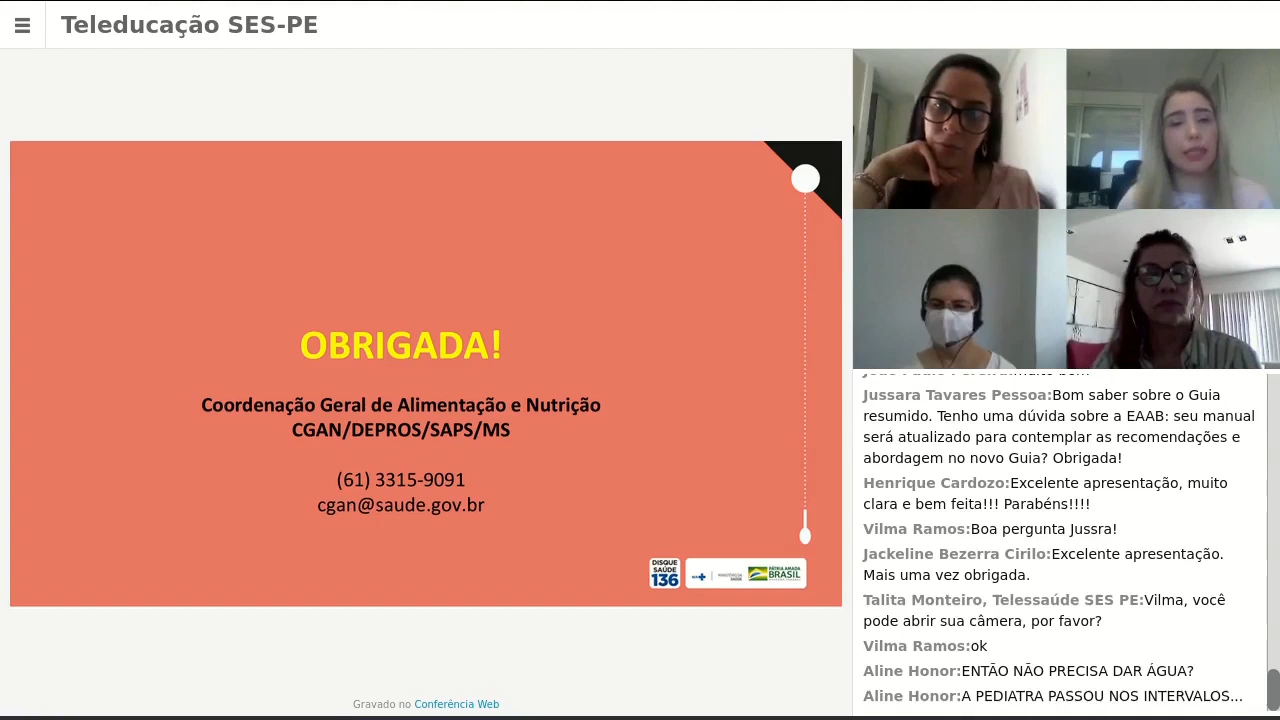 Teleducação SES-PE
OBRIGADA!
Coordenação Geral de Alimentação e Nutrição
CGAN/DEPROS/SAPS/MS
(61) 3315-9091
cgan@saude.gov.br
DISQUE
SAÚDE
136
PÁTRIA AMADA
BRASIL
Gravado no Conferência Web
Jussara Tavares Pessoa:Bom saber sobre o Guia
resumido. Tenho uma dúvida sobre a EAAB: seu manual
será atualizado para contemplar as recomendações e
abordagem no novo Guia? Obrigada!
Henrique Cardozo:Excelente apresentação, muito
clara e bem feita!!! Parabéns!!!!
Vilma Ramos:Boa pergunta Jussra!
Jackeline Bezerra Cirilo:Excelente apresentação.
Mais uma vez obrigada.
Talita Monteiro, Telessaúde SES PE:Vilma, você
pode abrir sua câmera, por favor?
Vilma Ramos:ok
Aline Honor:ENTÃO NÃO PRECISA DAR ÁGUA?
Aline Honor:A PEDIATRA PASSOU NOS INTERVALOS...